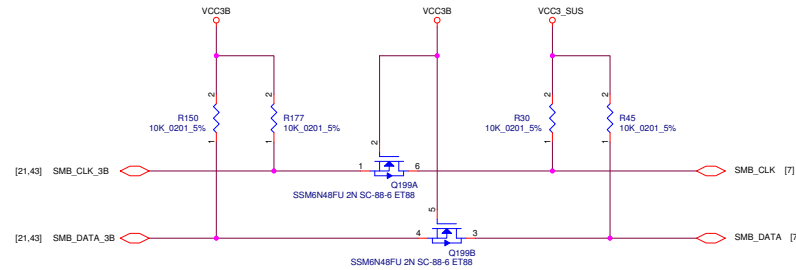 VCC3B VCC3B VCC3_SUS
2 2 2 2
R150 R177 R30 R45
10K_0201_5% 10K_0201_5% 10K_0201_5% 10K_0201_5%
1 1 2 1 1
[21,43] SMB_CLK_3B 1 6 SMB_CLK [7]
Q199A
SSM6N48FU 2N SC-88-6 ET88
5
[21,43] SMB_DATA_3B 4 3 SMB_DATA [7
Q199B
SSM6N48FU 2N SC-88-6 ET88